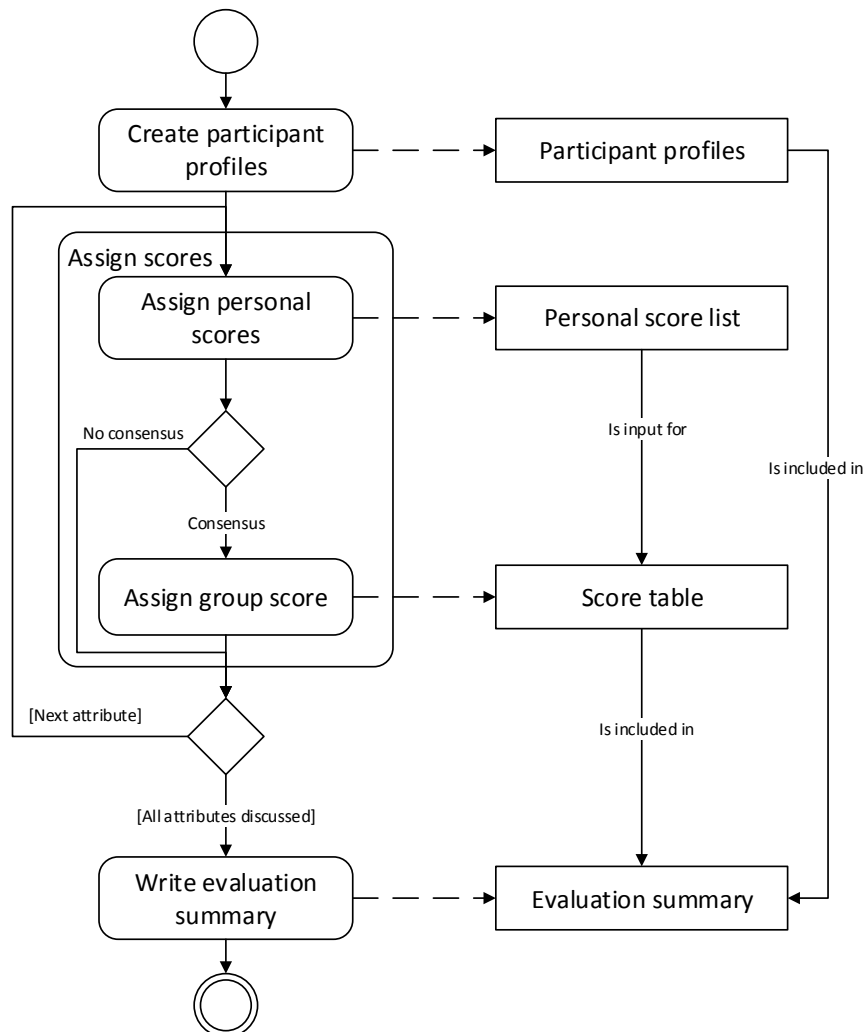 Create participant
profiles
Participant profiles
Assign scores
Assign personal
scores
Personal score list
No consensus
Is input for
Is included in
Consensus
Assign group score
Score table
[Next attribute]
Is included in
[All attributes discussed]
Write evaluation
summary
Evaluation summary